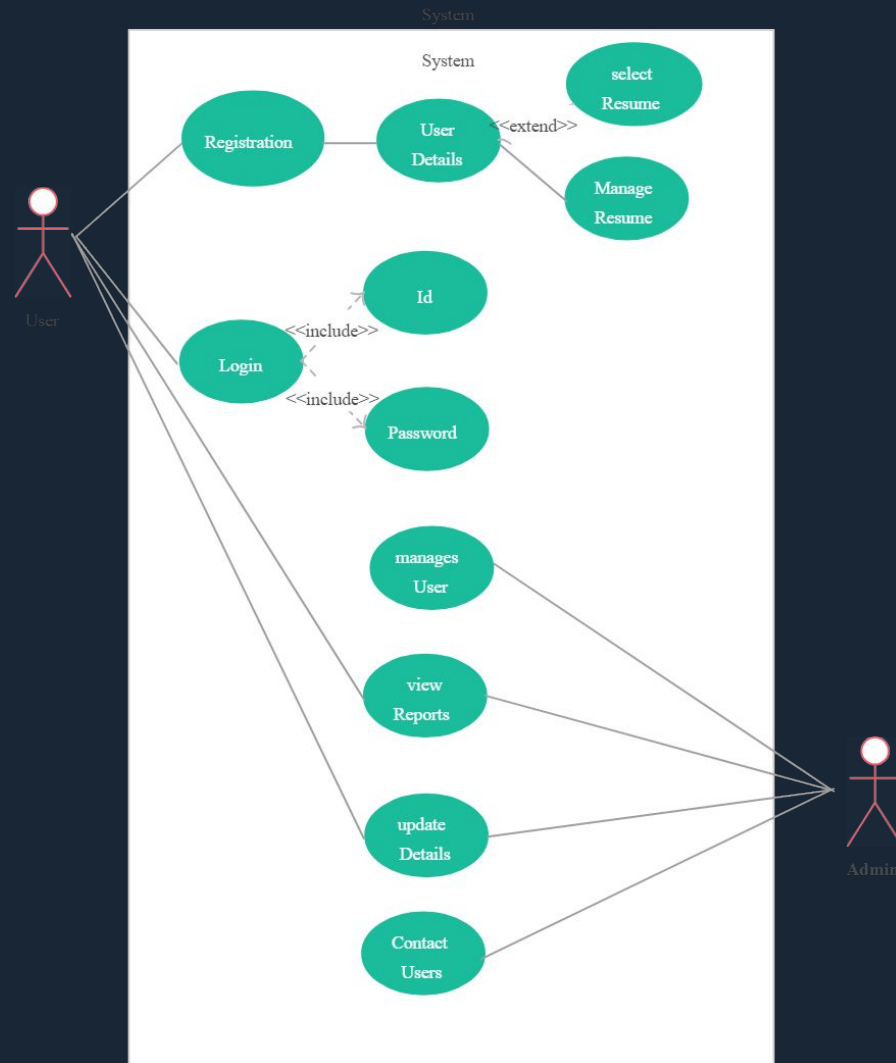 System
System
select
Resume
<<extend>>
Registration
User
Details
Manage
Resume
User
Id
<<include>>
Login
<<include>>
Password
manages
User
view
Reports
update
Details
Admin
Contact
Users